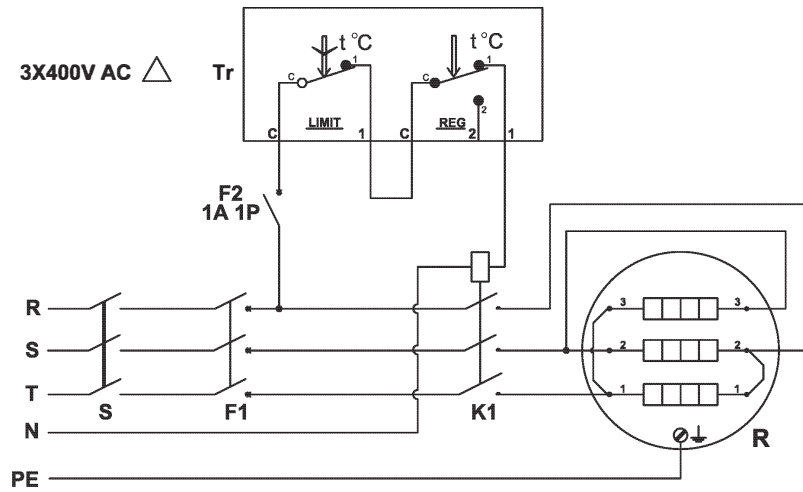 t °C
t °C
3X400V AC
Tr
1
1
C
C
2
LIMIT
REG
C
1
C
2
1
F2
1A 1P
R
3
3
S
2
2
T
1
1
S
F1
K1
N
R
PE